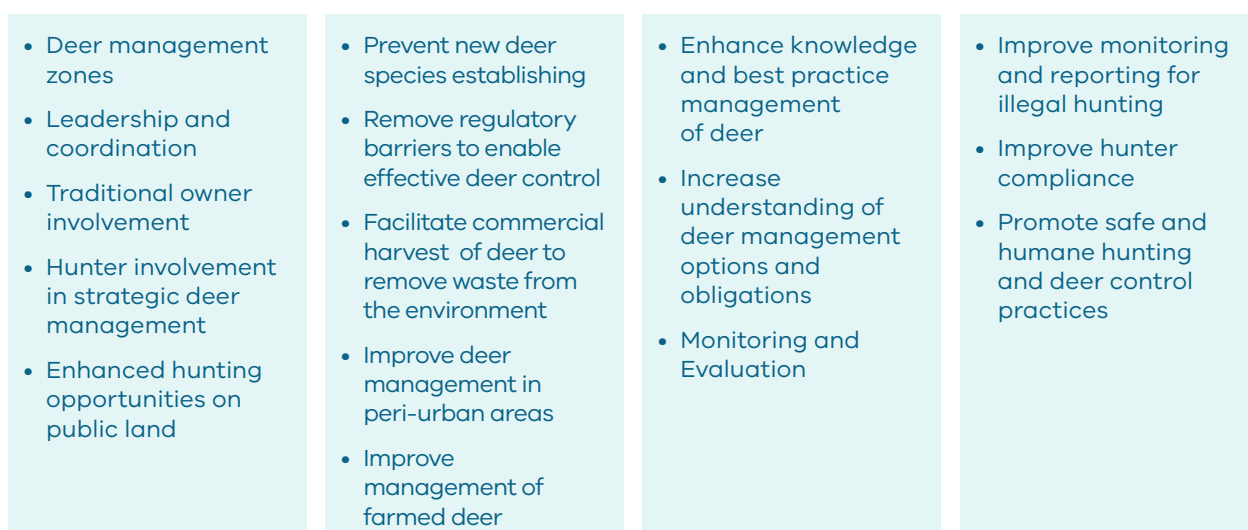 • Deer management
zones
• Leadership and
coordination
• Traditional owner
involvement
• Hunter involvement
in strategic deer
management
• Enhanced hunting
opportunities on
public land
• Prevent new deer
species establishing
• Remove regulatory
barriers to enable
effective deer control
• Facilitate commercial
harvest of deer to
remove waste from
the environment
• Improve deer
management in
peri-urban areas
• Improve
management of
farmed deer
• Enhance knowledge
and best practice
management
of deer
• Increase
understanding of
deer management
options and
obligations
• Monitoring and
Evaluation
• Improve monitoring
and reporting for
illegal hunting
• Improve hunter
compliance
• Promote safe and
humane hunting
and deer control
practices